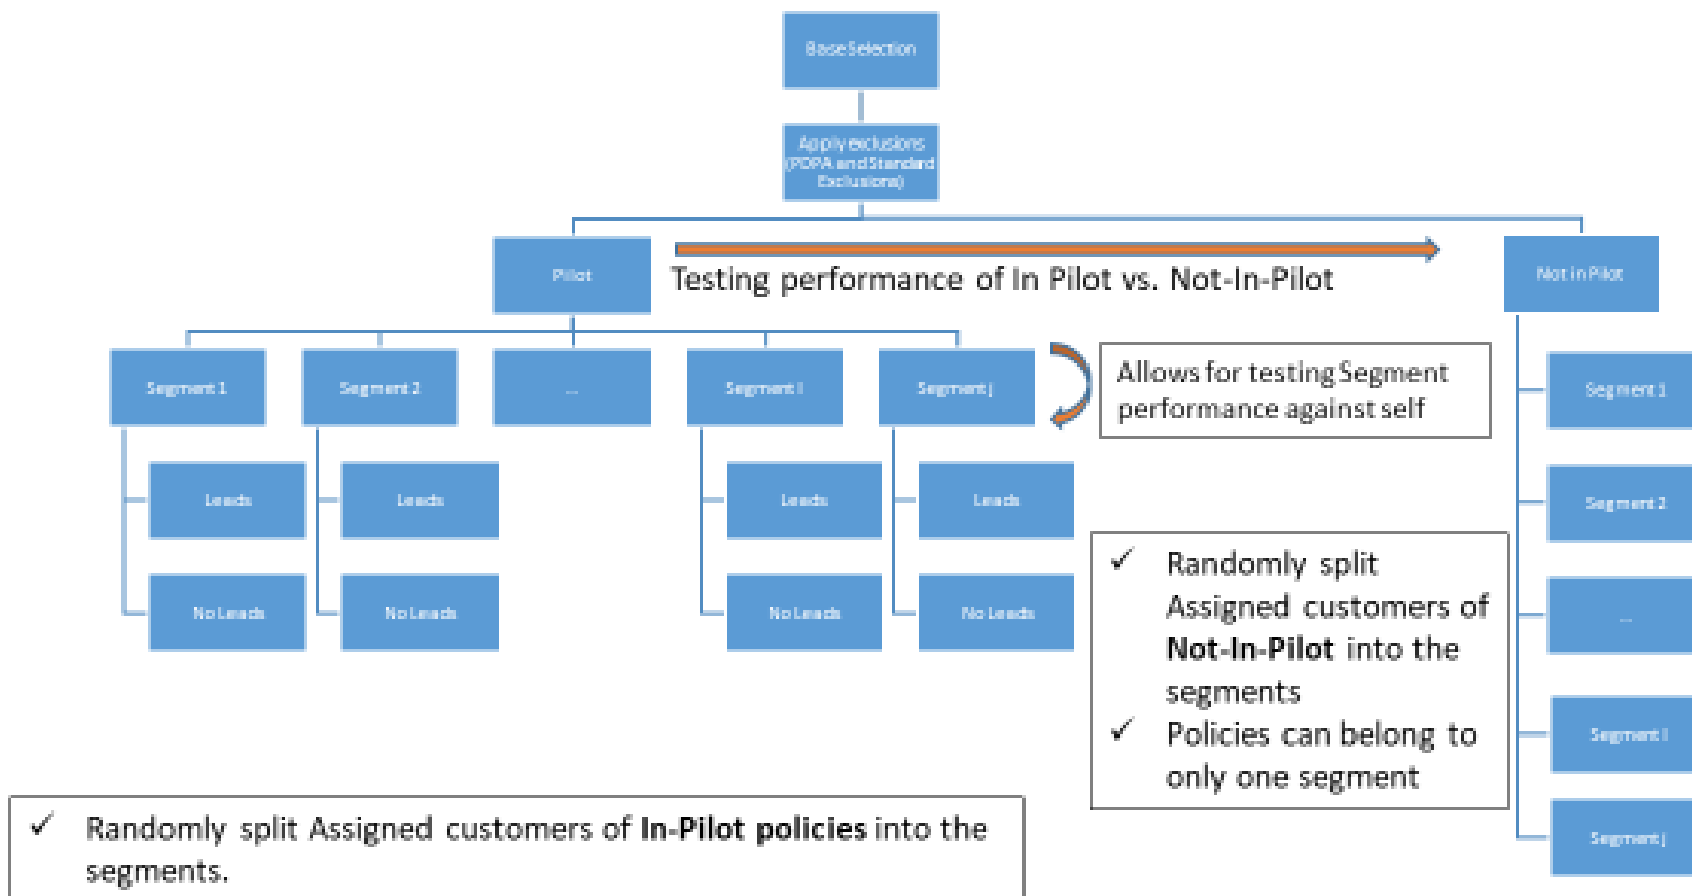 Base Selection
Apply exclusions
(PDPA and Standard
Exclusions)
Pilot
Testing performance of In Pilot vs. Not-In-Pilot
Not in Pilot
Segment 1
Segment 2
...
Segment I
Segment j
Allows for testing Segment
performance against self
Segment 1
Leads
Leads
Leads
Leads
Segment 2
No Leads
No Leads
No Leads
No Leads
✓ Randomly split
Assigned customers of
Not-In-Pilot into the
segments
✓ Policies can belong to
only one segment
...
Segment I
Segment j
✓ Randomly split Assigned customers of In-Pilot policies into the
segments.